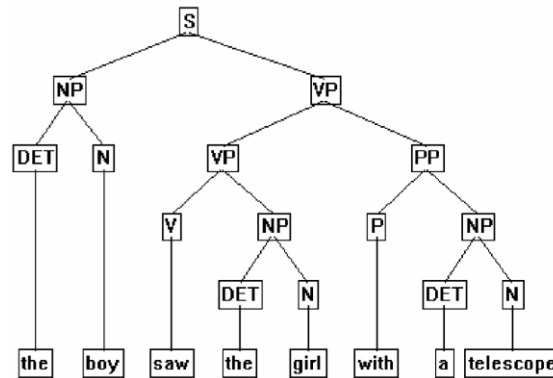 S
NP VP
DET N VP PP
V NP P NP
DET N DET N
the boy saw the girl with a telescope